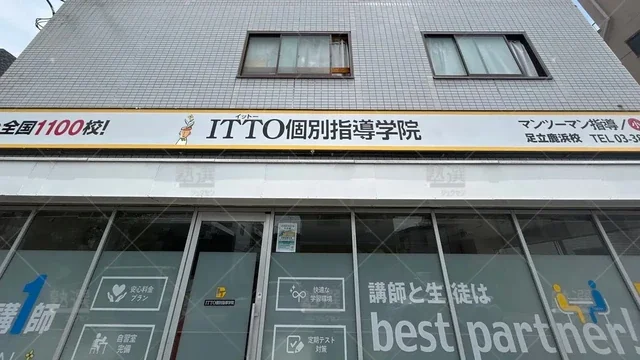 全国1100校!
イットー
ITTO個別指導学院
マンツーマン指導/小
足立鹿浜校 TEL03-38
講1師
安心料金
プラン
自習室
完備
ITTO個別指導学院
快適な
学習環境
定期テスト
対策
講師と生徒は
best partner!